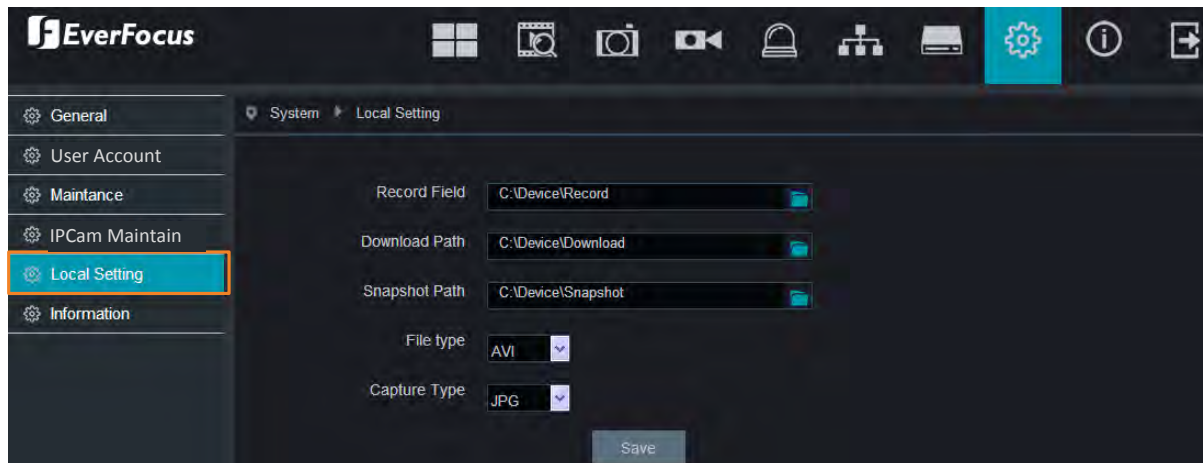 EverFocus
General
System Local Setting
User Account
Maintance
IPCam Maintain
Local Setting
Information
Record Field C:\Device\Record
Download Path C:\Device\Download
Snapshot Path C:\Device\Snapshot
File type AVI
Capture Type JPG
Save